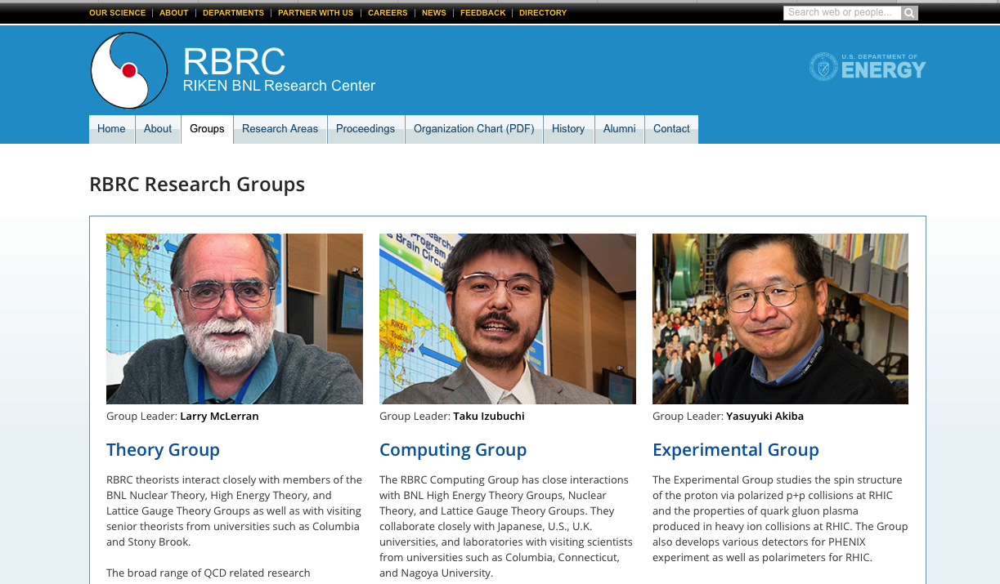 OUR SCIENCE | ABOUT | DEPARTMENTS | PARTNER WITH US | CAREERS | NEWS | FEEDBACK | DIRECTORY
Search web or people...
RBRC
RIKEN BNL Research Center
U.S. DEPARTMENT OF
ENERGY
Home About Groups Research Areas Proceedings Organization Chart (PDF) History Alumni Contact
RBRC Research Groups
Kyoto
Program
Brain Circu
RIKEN
Tsukuba
Kyoto
Group Leader: Larry McLerran
Theory Group
RBRC theorists interact closely with members of the
BNL Nuclear Theory, High Energy Theory, and
Lattice Gauge Theory Groups as well as with visiting
senior theorists from universities such as Columbia
and Stony Brook.
The broad range of QCD related research
Group Leader: Taku Izubuchi
Computing Group
The RBRC Computing Group has close interactions
with BNL High Energy Theory Groups, Nuclear
Theory, and Lattice Gauge Theory Groups. They
collaborate closely with Japanese, U.S., U.K.
universities, and laboratories with visiting scientists
from universities such as Columbia, Connecticut,
and Nagoya University.
Group Leader: Yasuyuki Akiba
Experimental Group
The Experimental Group studies the spin structure
of the proton via polarized p+p collisions at RHIC
and the properties of quark gluon plasma
produced in heavy ion collisions at RHIC. The Group
also develops various detectors for PHENIX
experiment as well as polarimeters for RHIC.